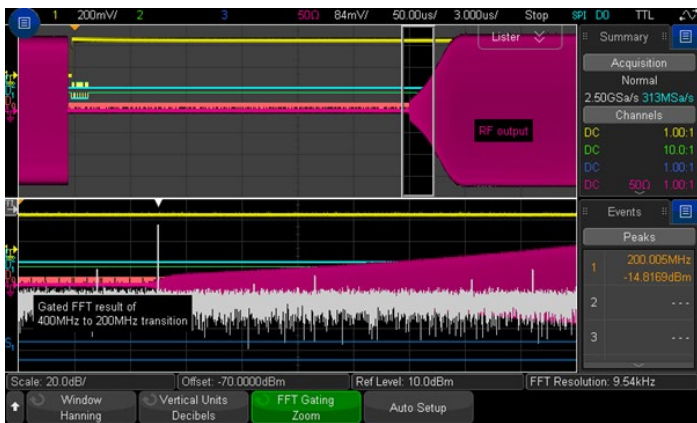 1 200mV/ 2 3 50Ω 84mV/ 50.00us/ 3.000us/ Stop SPI D0 TTL
Lister
Summary
Acquisition
Normal
2.50GSa/s 313MSa/s
Channels
DC 1.00:1
DC 10.0:1
DC 1.00:1
DC 50Ω 1.00:1
RF output
Events
Peaks
1 200.005MHz
-14.8169dBm
2 ---
3 ---
Gated FFT result of
400MHz to 200MHz transition
S1
Scale: 20.0dB/ Offset: -70.0000dBm Ref Level: 10.0dBm FFT Resolution: 9.54kHz
Window Vertical Units FFT Gating Auto Setup
Hanning Decibels Zoom